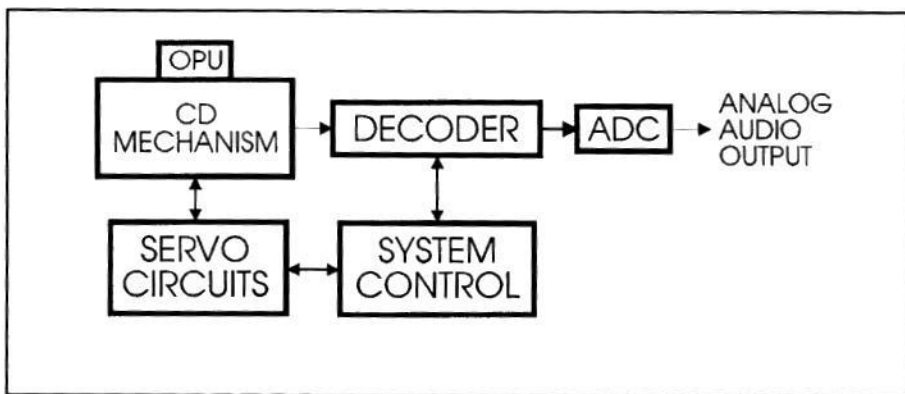 OPU
CD
MECHANISM
DECODER
ADC
ANALOG
AUDIO
OUTPUT
SERVO
CIRCUITS
SYSTEM
CONTROL